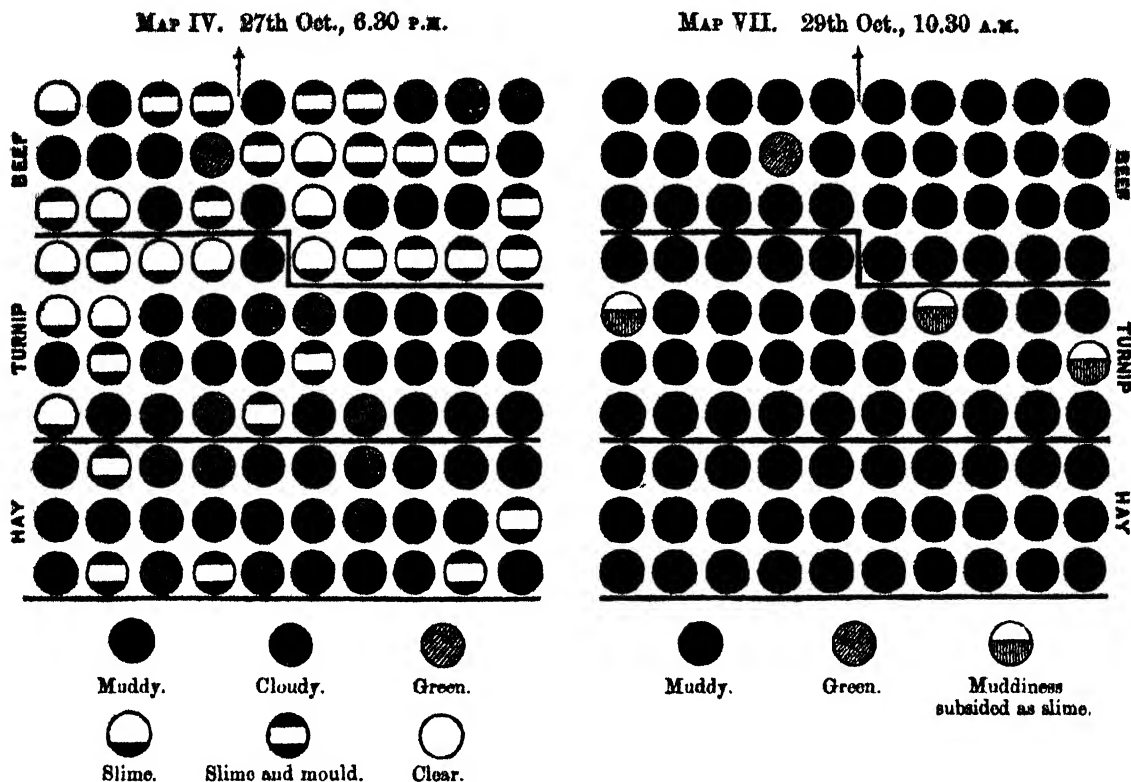 MAP IV. 27th Oct., 6.30 P.M.
BEEF
TURNIP
HAY
Muddy.
Cloudy.
Green.
Slime.
Slime and mould.
Clear.
MAP VII. 29th Oct., 10.30 A.M.
BEEF
TURNIP
HAY
Muddy.
Green.
Muddiness
subsided as slime.